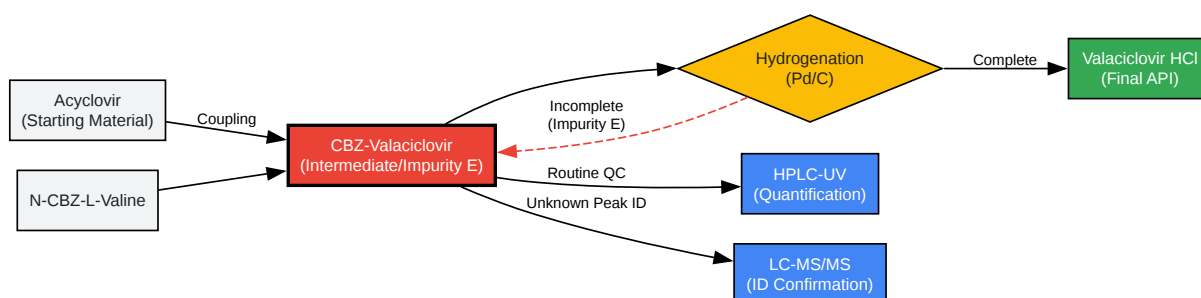 Acyclovir
(Starting Material)
N-CBZ-L-Valine
Coupling
CBZ-Valaciclovir
(Intermediate/Impurity E)
Incomplete
(Impurity E)
Hydrogenation
(Pd/C)
Complete
Valaciclovir HCl
(Final API)
Routine QC
HPLC-UV
(Quantification)
Unknown Peak ID
LC-MS/MS
(ID Confirmation)